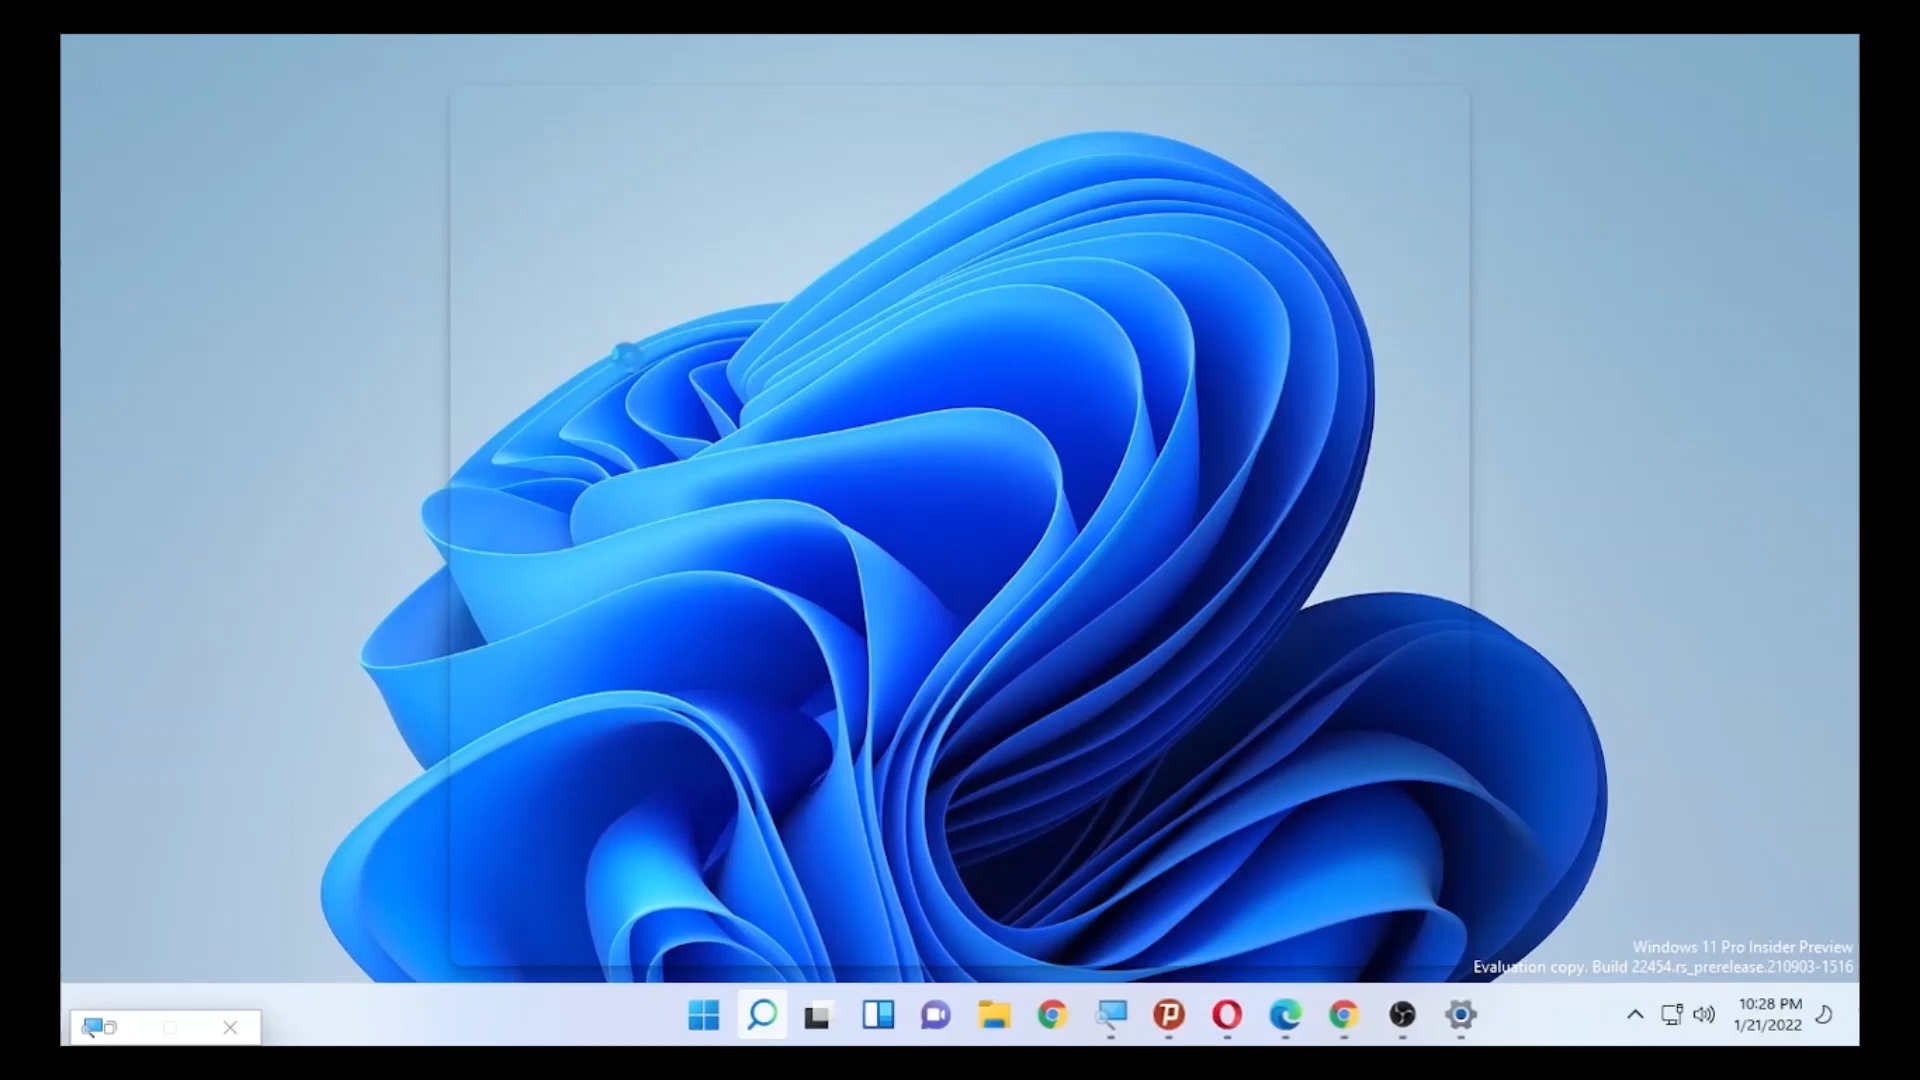 Windows 11 Pro Insider Preview
Evaluation copy. Build 22454.rs_prerelease.210903-1516
10:28 PM
1/21/2022